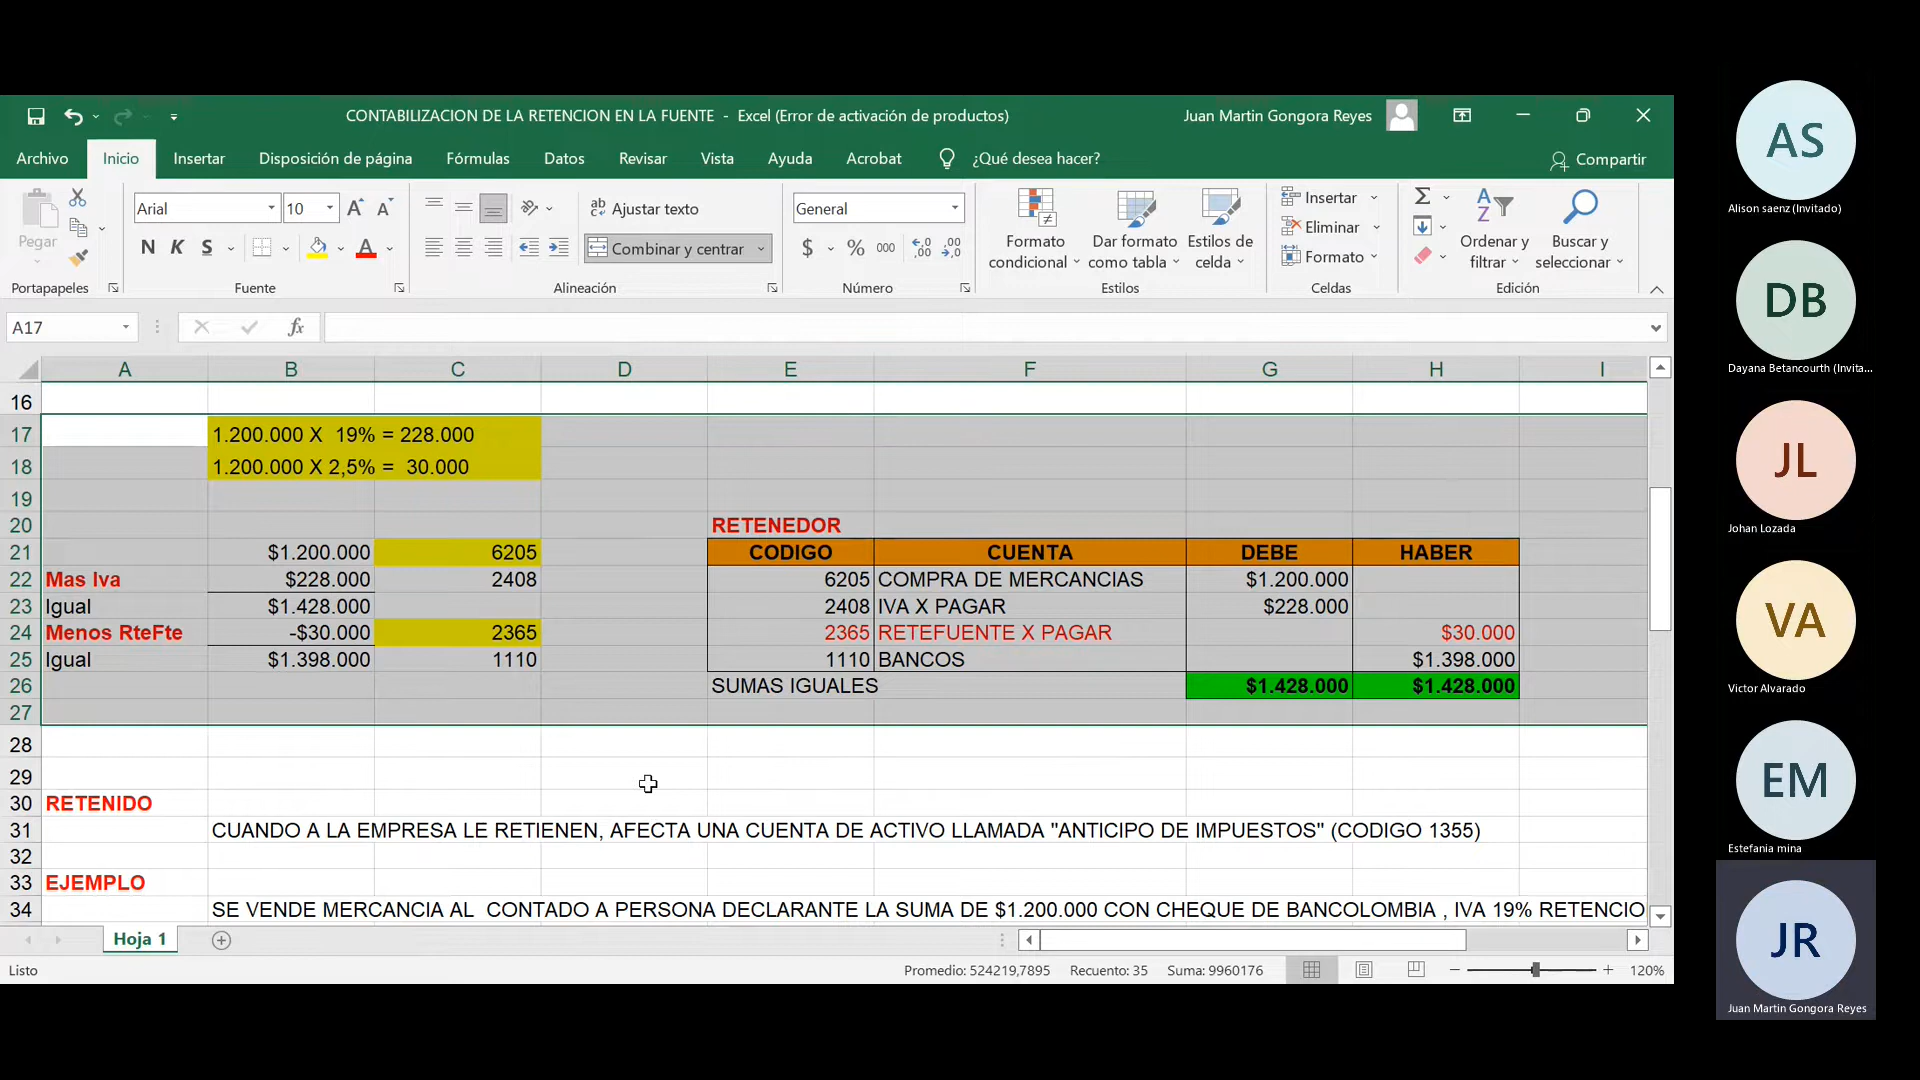 CONTABILIZACION DE LA RETENCION EN LA FUENTE - Excel (Error de activación de productos)
Juan Martin Gongora Reyes
Archivo Inicio Insertar Disposición de página Fórmulas Datos Revisar Vista Ayuda Acrobat ¿Qué desea hacer? Compartir
Pegar
Portapapeles
Arial 10
N K S
Fuente
Ajustar texto
Combinar y centrar
Alineación
General
$ % 000
Número
Formato condicional
Dar formato como tabla
Estilos de celda
Estilos
Insertar
Eliminar
Formato
Celdas
Ordenar y filtrar
Buscar y seleccionar
Edición
A17 fx
A B C D E F G H I
16
17 1.200.000 X 19% = 228.000
18 1.200.000 X 2,5% = 30.000
19
20 RETENEDOR
21 $1.200.000 6205 CODIGO CUENTA DEBE HABER
22 Mas Iva $228.000 2408 6205 COMPRA DE MERCANCIAS $1.200.000
23 Igual $1.428.000 2408 IVA X PAGAR $228.000
24 Menos RteFte -$30.000 2365 2365 RETEFUENTE X PAGAR $30.000
25 Igual $1.398.000 1110 1110 BANCOS $1.398.000
26 SUMAS IGUALES $1.428.000 $1.428.000
27
28
29
30 RETENIDO
31 CUANDO A LA EMPRESA LE RETIENEN, AFECTA UNA CUENTA DE ACTIVO LLAMADA "ANTICIPO DE IMPUESTOS" (CODIGO 1355)
32
33 EJEMPLO
34 SE VENDE MERCANCIA AL CONTADO A PERSONA DECLARANTE LA SUMA DE $1.200.000 CON CHEQUE DE BANCOLOMBIA , IVA 19% RETENCIO
Hoja 1
Listo Promedio: 524219,7895 Recuento: 35 Suma: 9960176 120%
AS
Alison saenz (Invitado)
DB
Dayana Betancourth (Invita...
JL
Johan Lozada
VA
Victor Alvarado
EM
Estefania mina
JR
Juan Martin Gongora Reyes